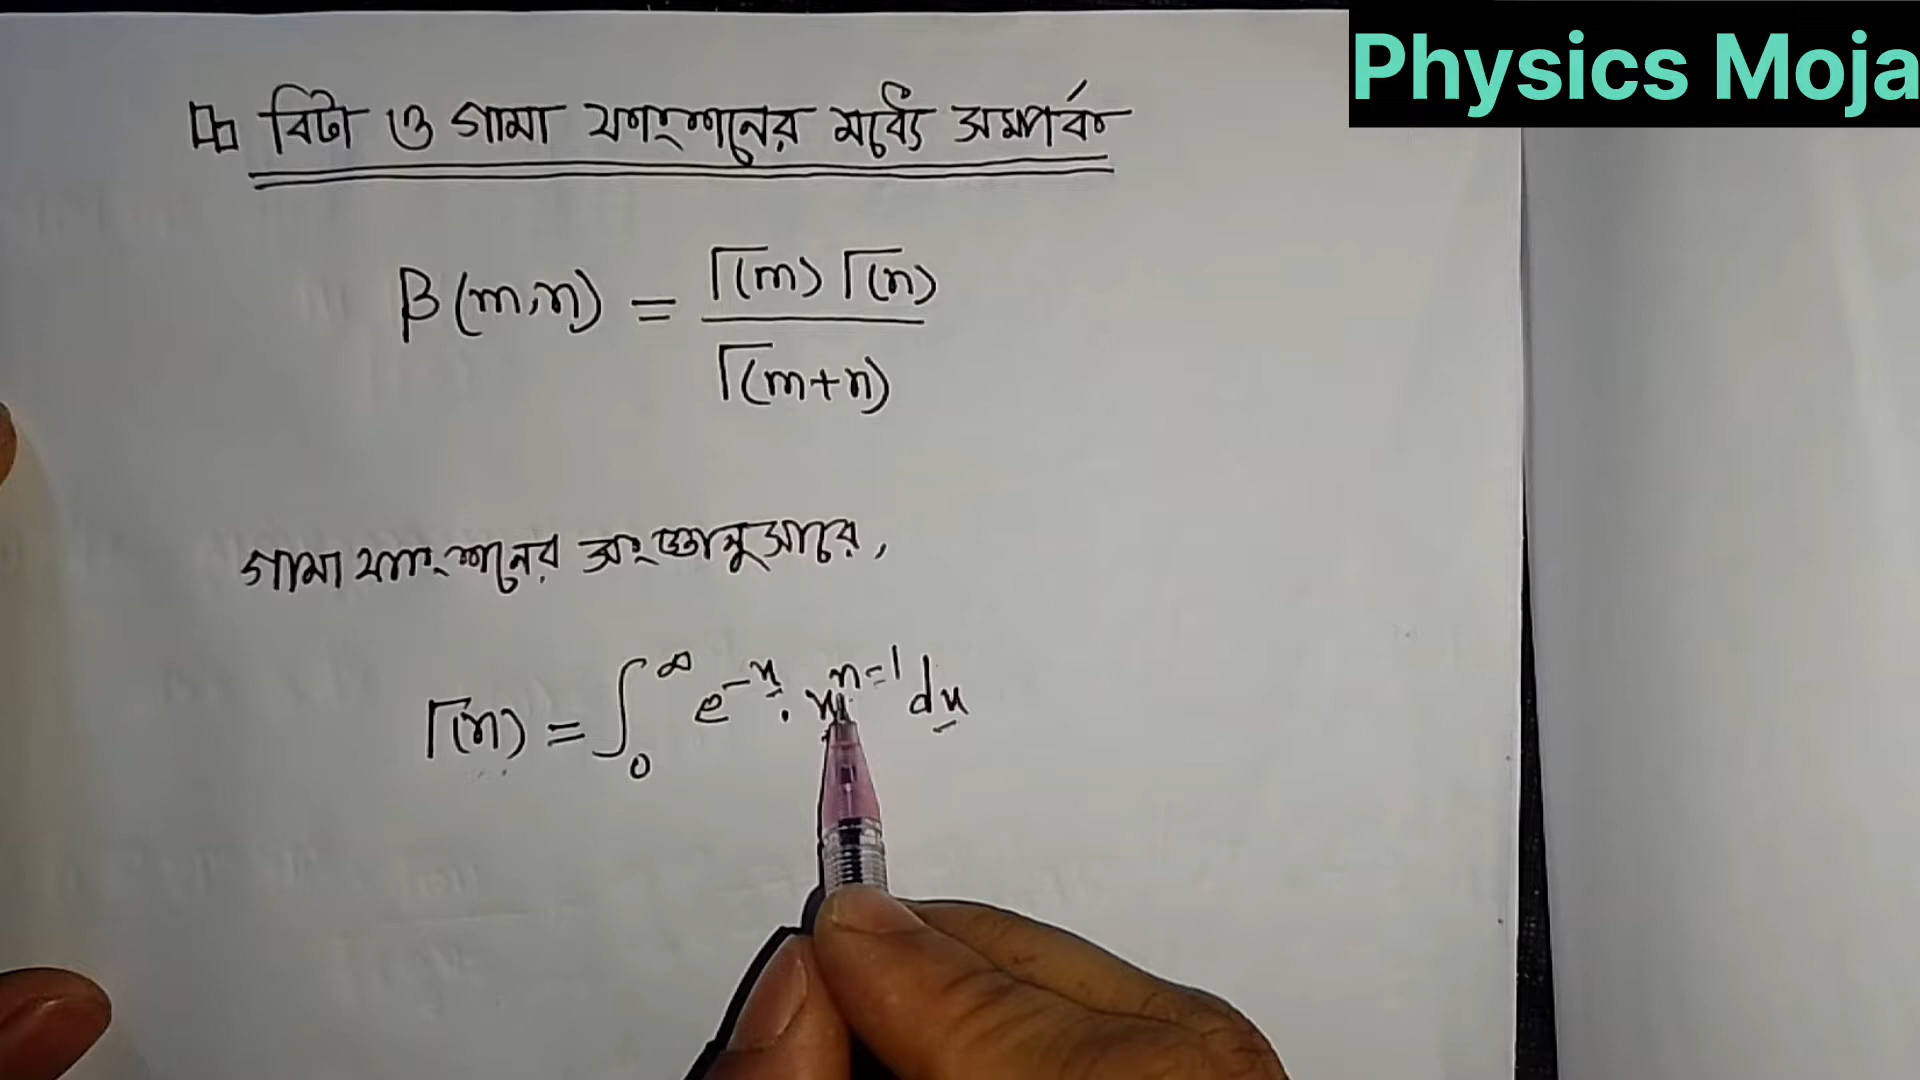 Physics Moja
বিটা ও গামা ফাংশনের মধ্যে সম্পর্ক
β(m,n) = Γ(m) Γ(n) / Γ(m+n)
গামা ফাংশনের সংজ্ঞানুসারে,
Γ(n) = ∫₀^∞ e^-x . x^n-1 dx